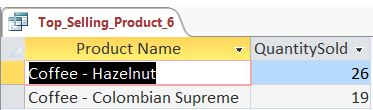 Top_Selling_Product_6
Product Name QuantitySold
Coffee - Hazelnut 26
Coffee - Colombian Supreme 19